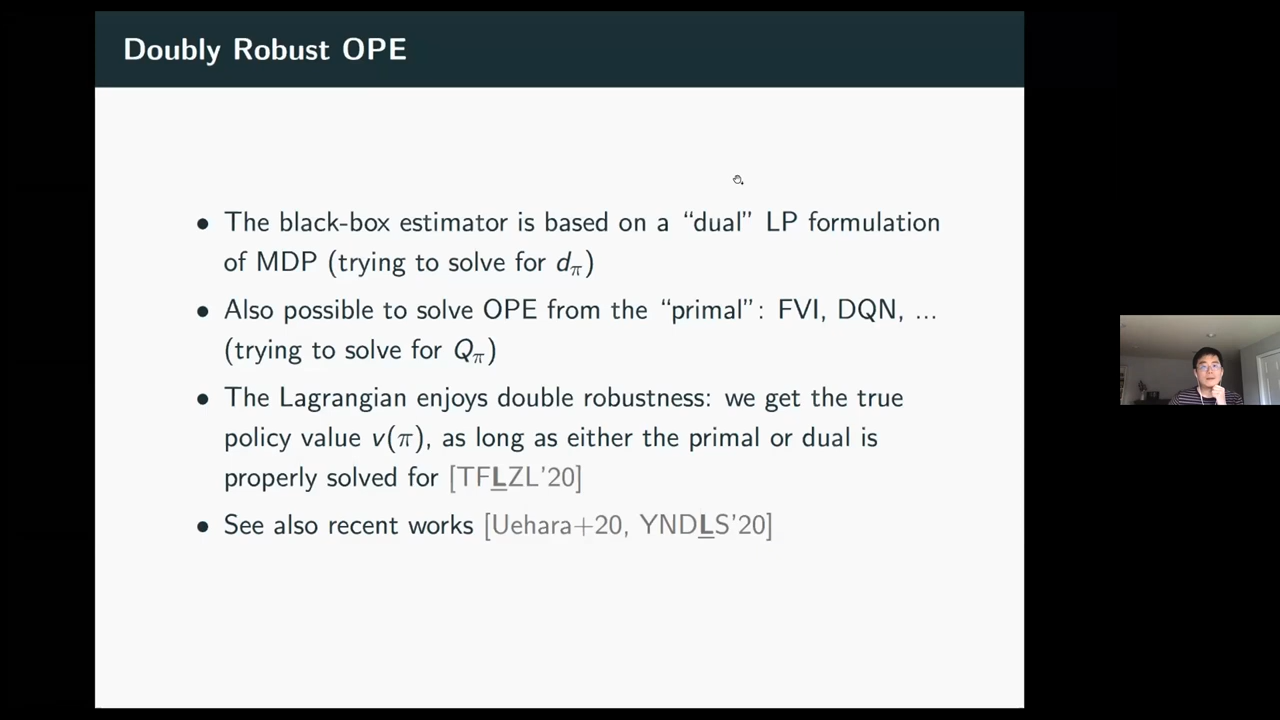 Doubly Robust OPE
• The black-box estimator is based on a “dual” LP formulation
of MDP (trying to solve for dπ)
• Also possible to solve OPE from the “primal”: FVI, DQN, ...
(trying to solve for Qπ)
• The Lagrangian enjoys double robustness: we get the true
policy value v(π), as long as either the primal or dual is
properly solved for [TFLZL’20]
• See also recent works [Uehara+20, YNDLS’20]